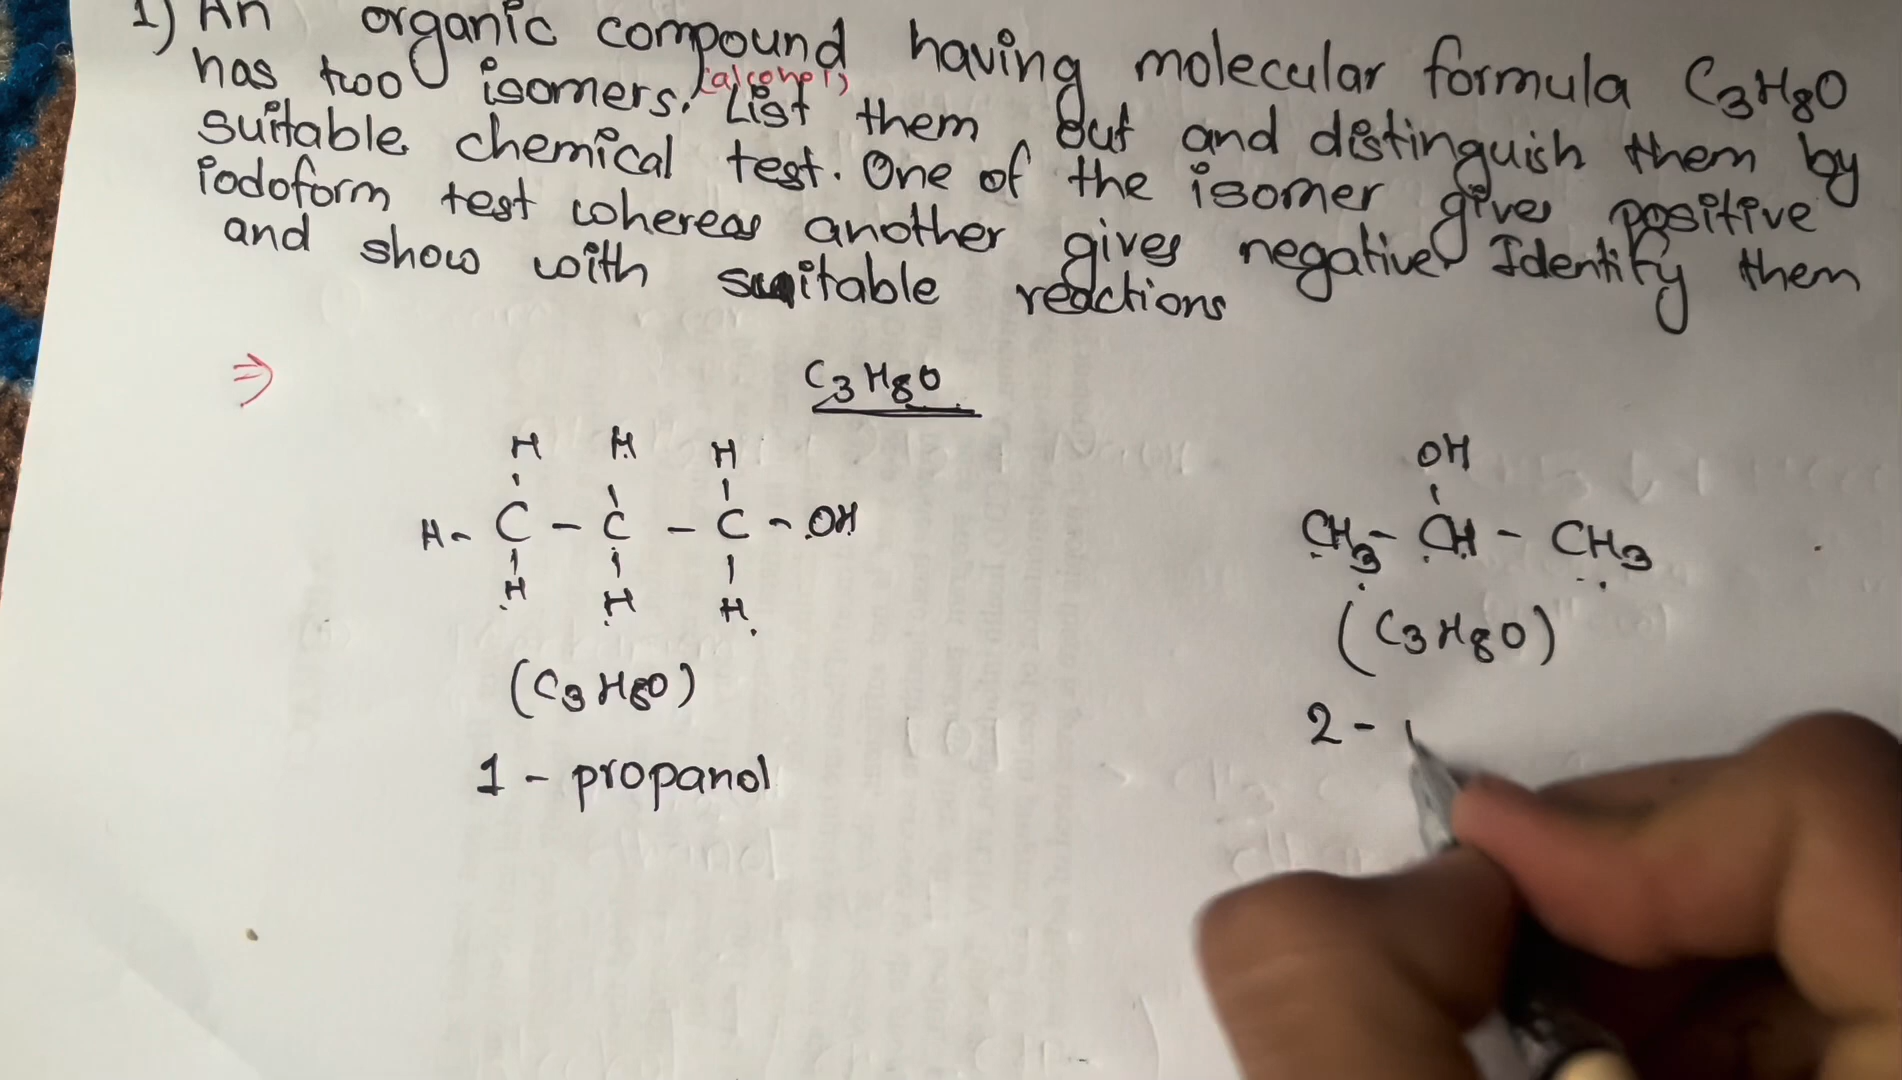 1) An organic compound having molecular formula C3H8O
has two isomers. (alcohol) List them out and distinguish them by
suitable chemical test. One of the isomer gives positive
iodoform test whereas another gives negative. Identify them
and show with suitable reactions
⇒ C3H8O
H H H OH
H - C - C - C - OH CH3 - CH - CH3
H H H
(C3H8O) (C3H8O)
1 - propanol 2 -